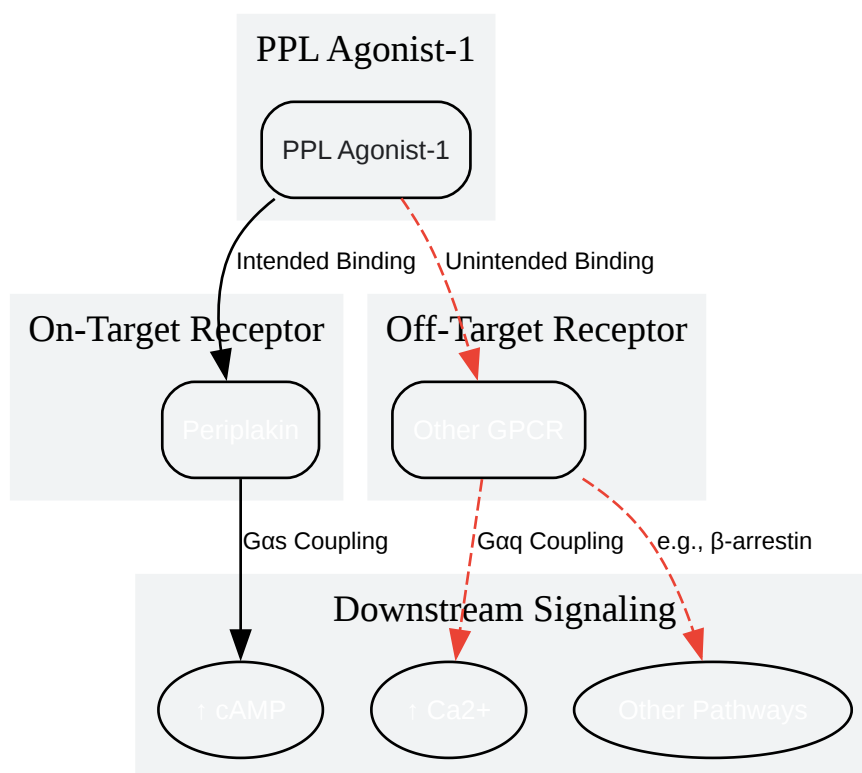 PPL Agonist-1
PPL Agonist-1
Intended Binding
Unintended Binding
On-Target Receptor
Off-Target Receptor
Periplakin
Other GPCR
Gαs Coupling
Gαq Coupling
e.g., β-arrestin
Downstream Signaling
↑ cAMP
↑ Ca2+
Other Pathways